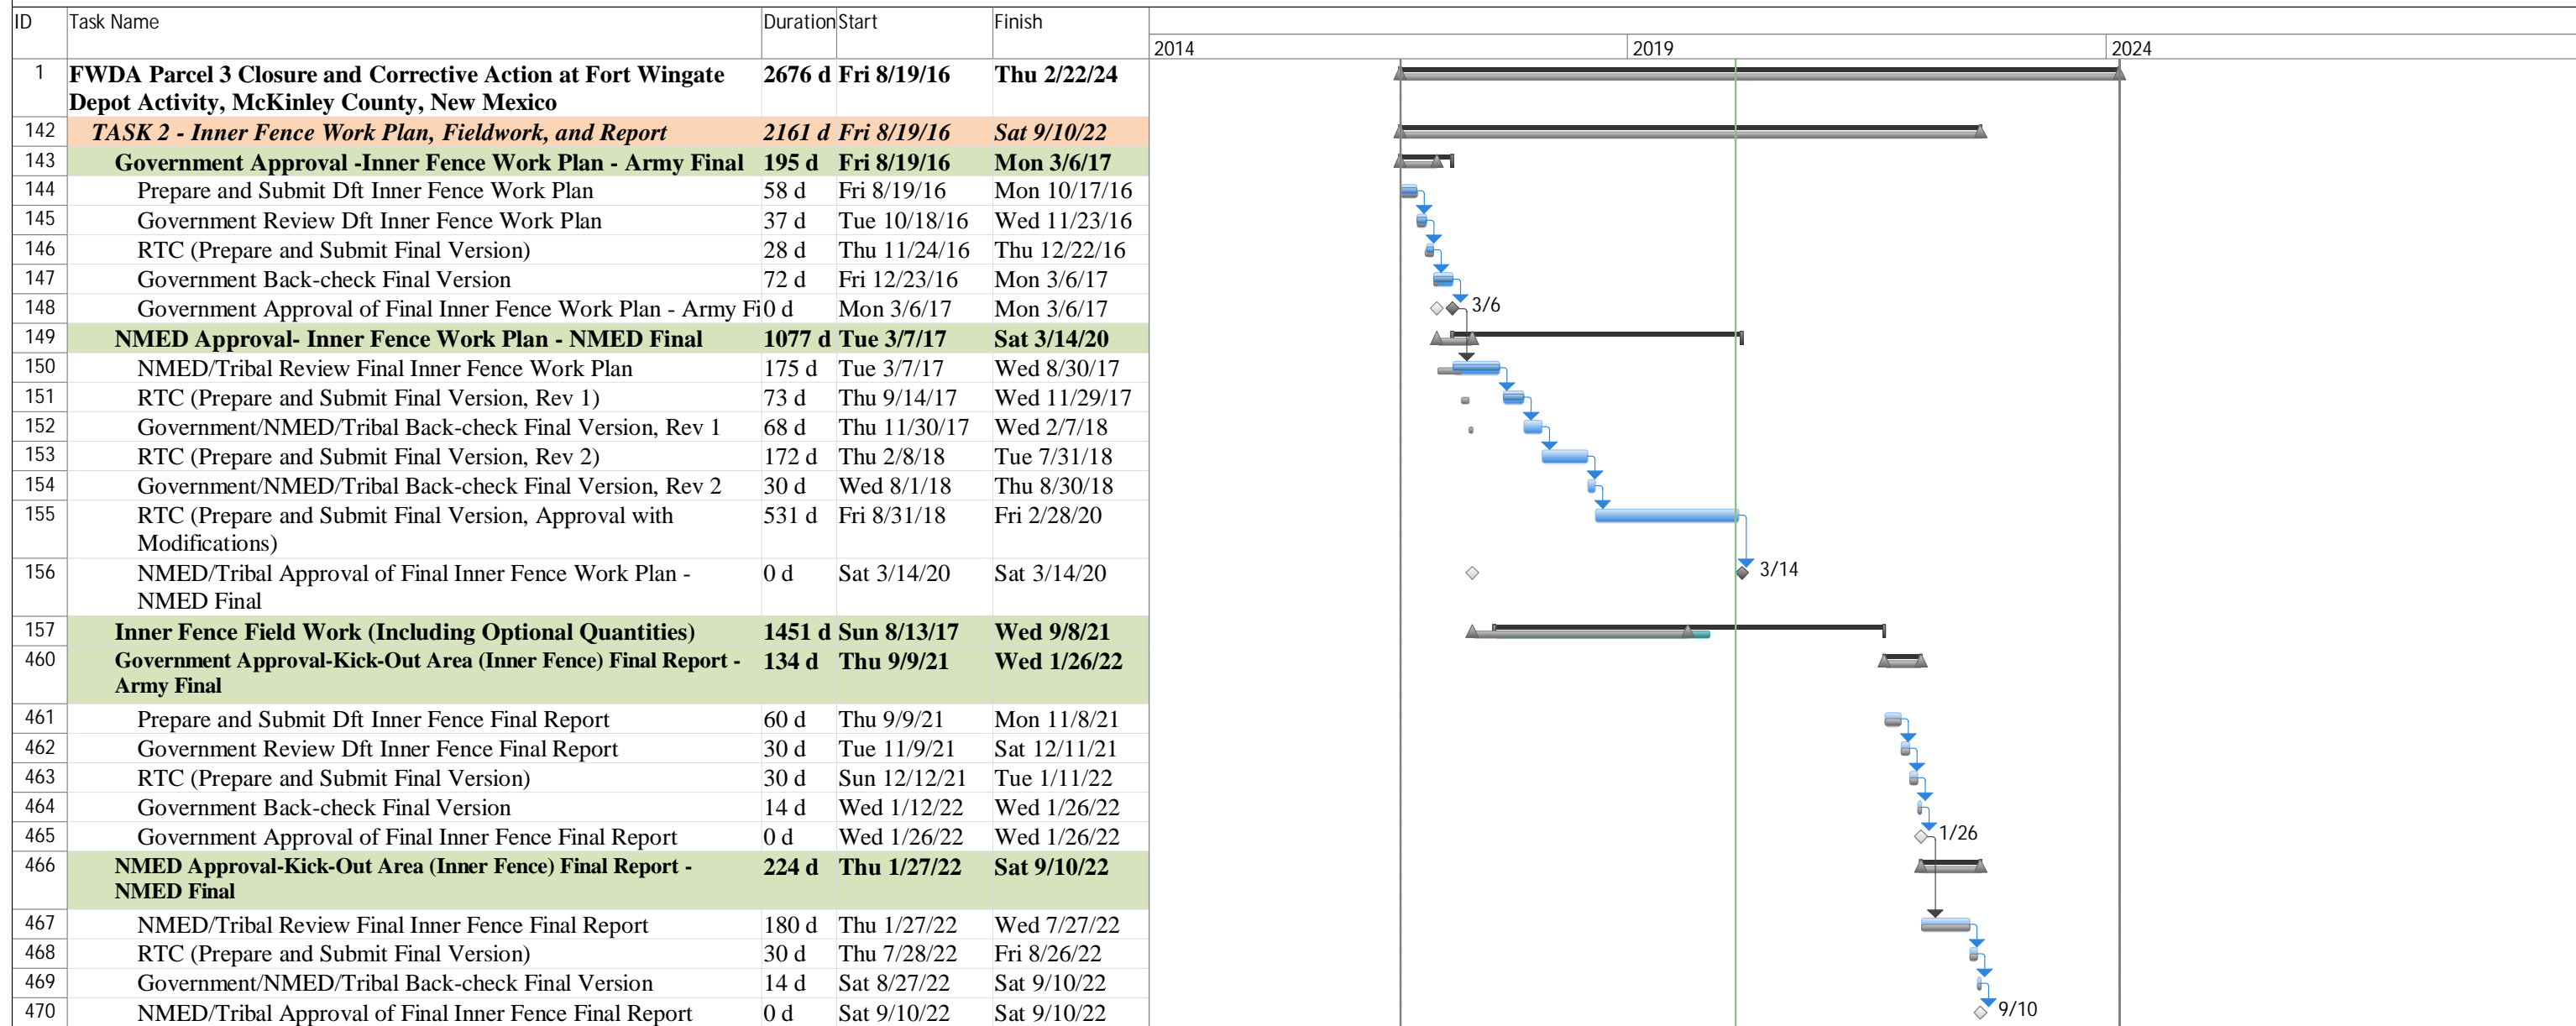 ID Task Name Duration Start Finish
2014 2019 2024
1 FWDA Parcel 3 Closure and Corrective Action at Fort Wingate 2676 d Fri 8/19/16 Thu 2/22/24
Depot Activity, McKinley County, New Mexico
142 TASK 2 - Inner Fence Work Plan, Fieldwork, and Report 2161 d Fri 8/19/16 Sat 9/10/22
143 Government Approval -Inner Fence Work Plan - Army Final 195 d Fri 8/19/16 Mon 3/6/17
144 Prepare and Submit Dft Inner Fence Work Plan 58 d Fri 8/19/16 Mon 10/17/16
145 Government Review Dft Inner Fence Work Plan 37 d Tue 10/18/16 Wed 11/23/16
146 RTC (Prepare and Submit Final Version) 28 d Thu 11/24/16 Thu 12/22/16
147 Government Back-check Final Version 72 d Fri 12/23/16 Mon 3/6/17
148 Government Approval of Final Inner Fence Work Plan - Army Fi 0 d Mon 3/6/17 Mon 3/6/17 3/6
149 NMED Approval- Inner Fence Work Plan - NMED Final 1077 d Tue 3/7/17 Sat 3/14/20
150 NMED/Tribal Review Final Inner Fence Work Plan 175 d Tue 3/7/17 Wed 8/30/17
151 RTC (Prepare and Submit Final Version, Rev 1) 73 d Thu 9/14/17 Wed 11/29/17
152 Government/NMED/Tribal Back-check Final Version, Rev 1 68 d Thu 11/30/17 Wed 2/7/18
153 RTC (Prepare and Submit Final Version, Rev 2) 172 d Thu 2/8/18 Tue 7/31/18
154 Government/NMED/Tribal Back-check Final Version, Rev 2 30 d Wed 8/1/18 Thu 8/30/18
155 RTC (Prepare and Submit Final Version, Approval with 531 d Fri 8/31/18 Fri 2/28/20
Modifications)
156 NMED/Tribal Approval of Final Inner Fence Work Plan - 0 d Sat 3/14/20 Sat 3/14/20 3/14
NMED Final
157 Inner Fence Field Work (Including Optional Quantities) 1451 d Sun 8/13/17 Wed 9/8/21
460 Government Approval-Kick-Out Area (Inner Fence) Final Report - 134 d Thu 9/9/21 Wed 1/26/22
Army Final
461 Prepare and Submit Dft Inner Fence Final Report 60 d Thu 9/9/21 Mon 11/8/21
462 Government Review Dft Inner Fence Final Report 30 d Tue 11/9/21 Sat 12/11/21
463 RTC (Prepare and Submit Final Version) 30 d Sun 12/12/21 Tue 1/11/22
464 Government Back-check Final Version 14 d Wed 1/12/22 Wed 1/26/22
465 Government Approval of Final Inner Fence Final Report 0 d Wed 1/26/22 Wed 1/26/22 1/26
466 NMED Approval-Kick-Out Area (Inner Fence) Final Report - 224 d Thu 1/27/22 Sat 9/10/22
NMED Final
467 NMED/Tribal Review Final Inner Fence Final Report 180 d Thu 1/27/22 Wed 7/27/22
468 RTC (Prepare and Submit Final Version) 30 d Thu 7/28/22 Fri 8/26/22
469 Government/NMED/Tribal Back-check Final Version 14 d Sat 8/27/22 Sat 9/10/22
470 NMED/Tribal Approval of Final Inner Fence Final Report 0 d Sat 9/10/22 Sat 9/10/22 9/10